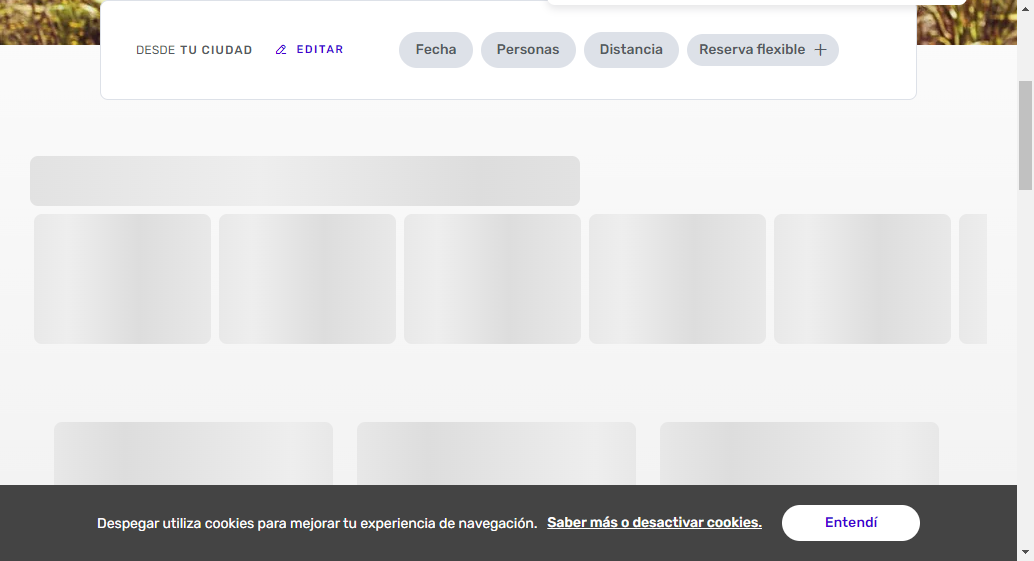 DESDE TU CIUDAD EDITAR Fecha Personas Distancia Reserva flexible +
Despegar utiliza cookies para mejorar tu experiencia de navegación. Saber más o desactivar cookies. Entendí